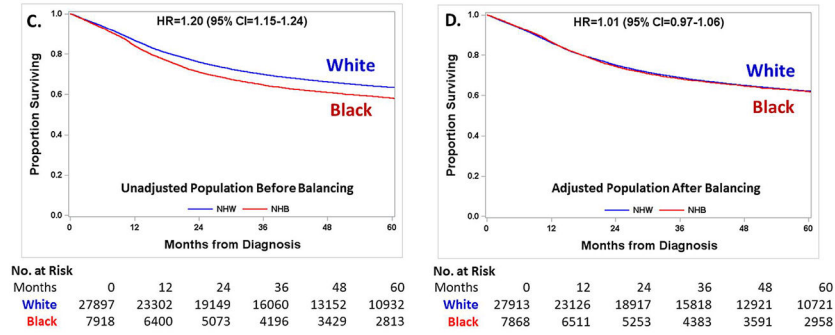 C.
HR=1.20 (95% CI=1.15-1.24)
1.0
0.8
0.6
0.4
0.2
0.0
Proportion Surviving
White
Black
Unadjusted Population Before Balancing
NHW NHB
0 12 24 36 48 60
Months from Diagnosis
No. at Risk
Months 0 12 24 36 48 60
White 27897 23302 19149 16060 13152 10932
Black 7918 6400 5073 4196 3429 2813
D.
HR=1.01 (95% CI=0.97-1.06)
1.0
0.8
0.6
0.4
0.2
0.0
Proportion Surviving
White
Black
Adjusted Population After Balancing
NHW NHB
0 12 24 36 48 60
Months from Diagnosis
No. at Risk
Months 0 12 24 36 48 60
White 27913 23126 18917 15818 12921 10721
Black 7868 6511 5253 4383 3591 2958